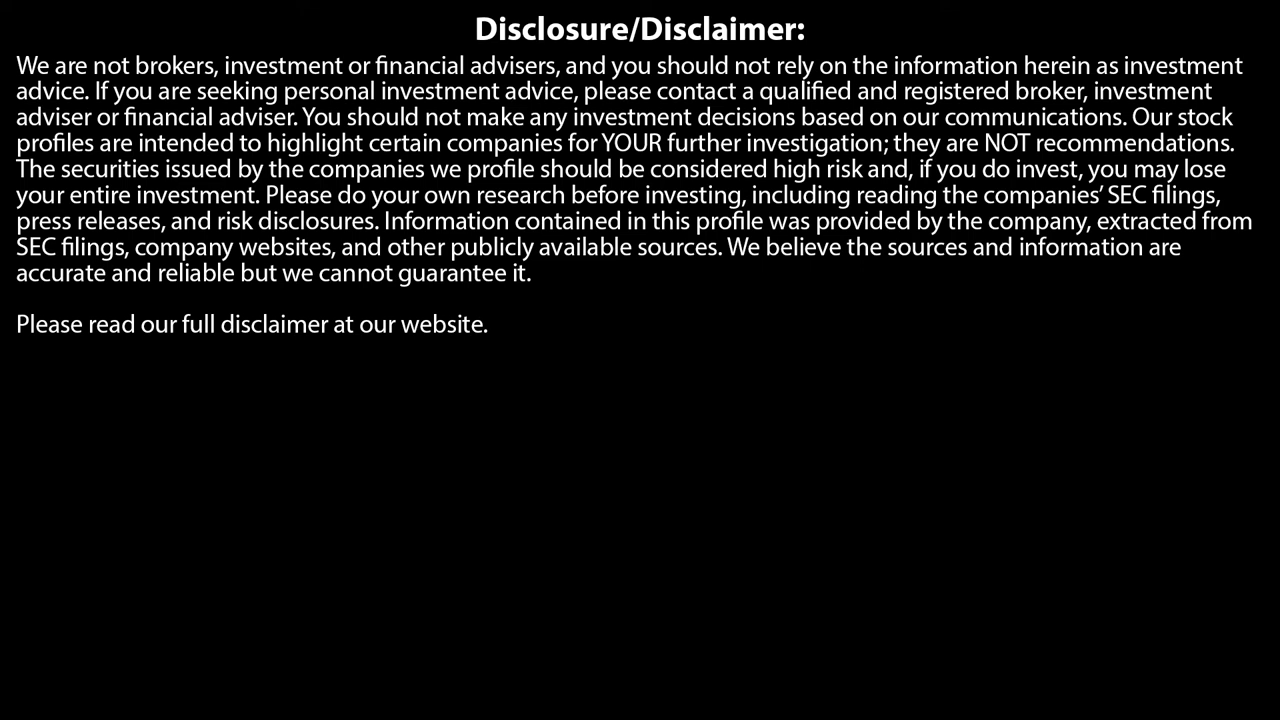 Disclosure/Disclaimer:
We are not brokers, investment or financial advisers, and you should not rely on the information herein as investment
advice. If you are seeking personal investment advice, please contact a qualified and registered broker, investment
adviser or financial adviser. You should not make any investment decisions based on our communications. Our stock
profiles are intended to highlight certain companies for YOUR further investigation; they are NOT recommendations.
The securities issued by the companies we profile should be considered high risk and, if you do invest, you may lose
your entire investment. Please do your own research before investing, including reading the companies’ SEC filings,
press releases, and risk disclosures. Information contained in this profile was provided by the company, extracted from
SEC filings, company websites, and other publicly available sources. We believe the sources and information are
accurate and reliable but we cannot guarantee it.
Please read our full disclaimer at our website.